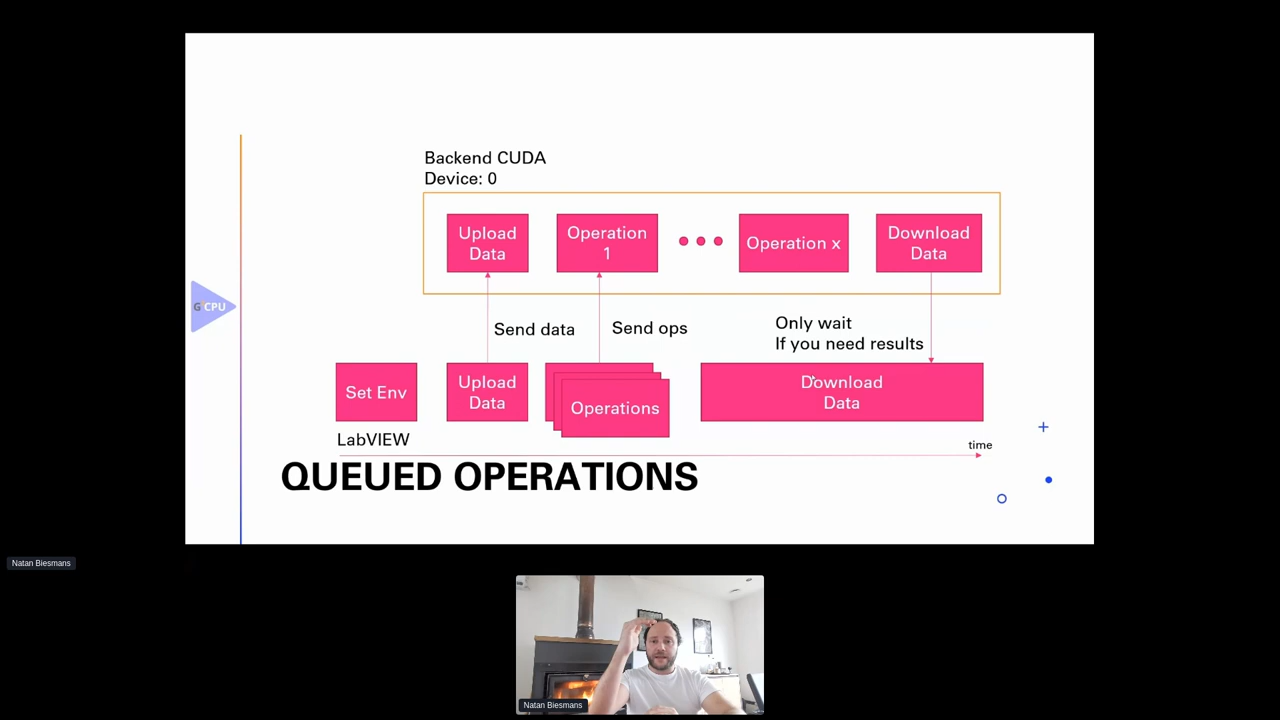 Backend CUDA
Device: 0
Upload
Data
Operation
1
Operation x
Download
Data
G²CPU
Send data
Send ops
Only wait
If you need results
Set Env
Upload
Data
Operations
Download
Data
LabVIEW
time
QUEUED OPERATIONS
Natan Biesmans
Natan Biesmans